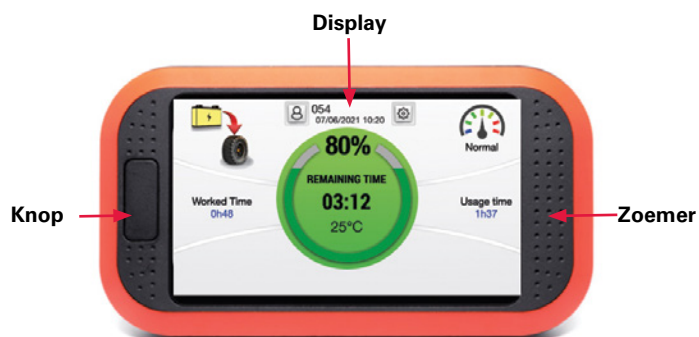 Display
054
07/06/2021 10:20
80%
Normal
REMAINING TIME
03:12
25°C
Worked Time
0h48
Usage time
1h37
Knop
Zoemer